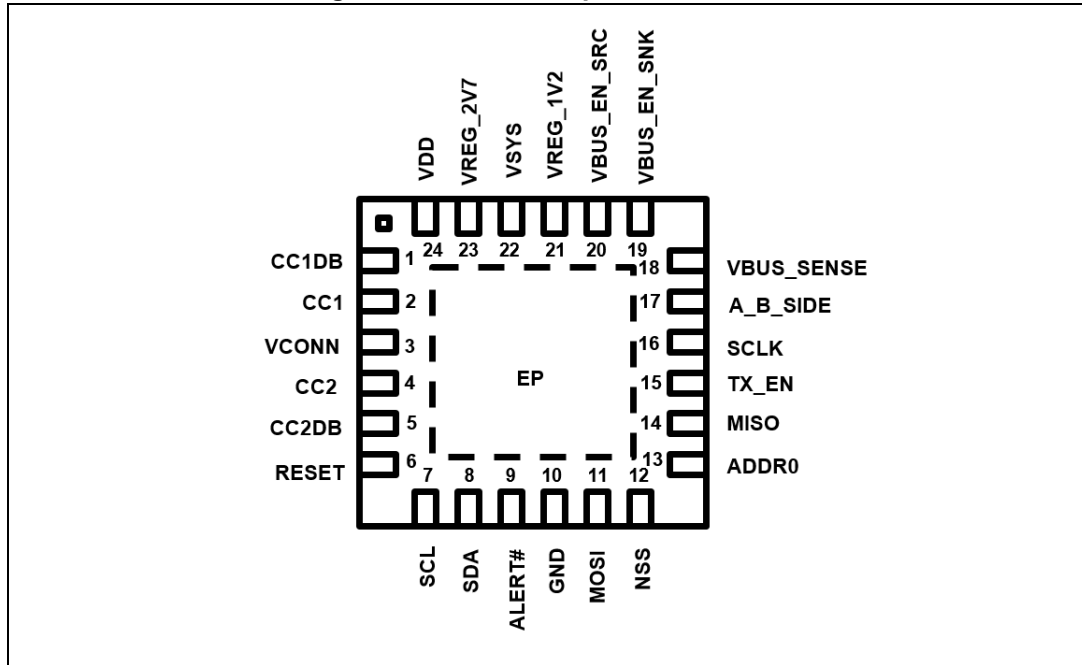 VDD
VREG_2V7
VSYS
VREG_1V2
VBUS_EN_SRC
VBUS_EN_SNK
24 23 22 21 20 19
CC1DB 1
CC1 2
VCONN 3
CC2 4
CC2DB 5
RESET 6
EP
18 VBUS_SENSE
17 A_B_SIDE
16 SCLK
15 TX_EN
14 MISO
13 ADDR0
7 8 9 10 11 12
SCL
SDA
ALERT#
GND
MOSI
NSS